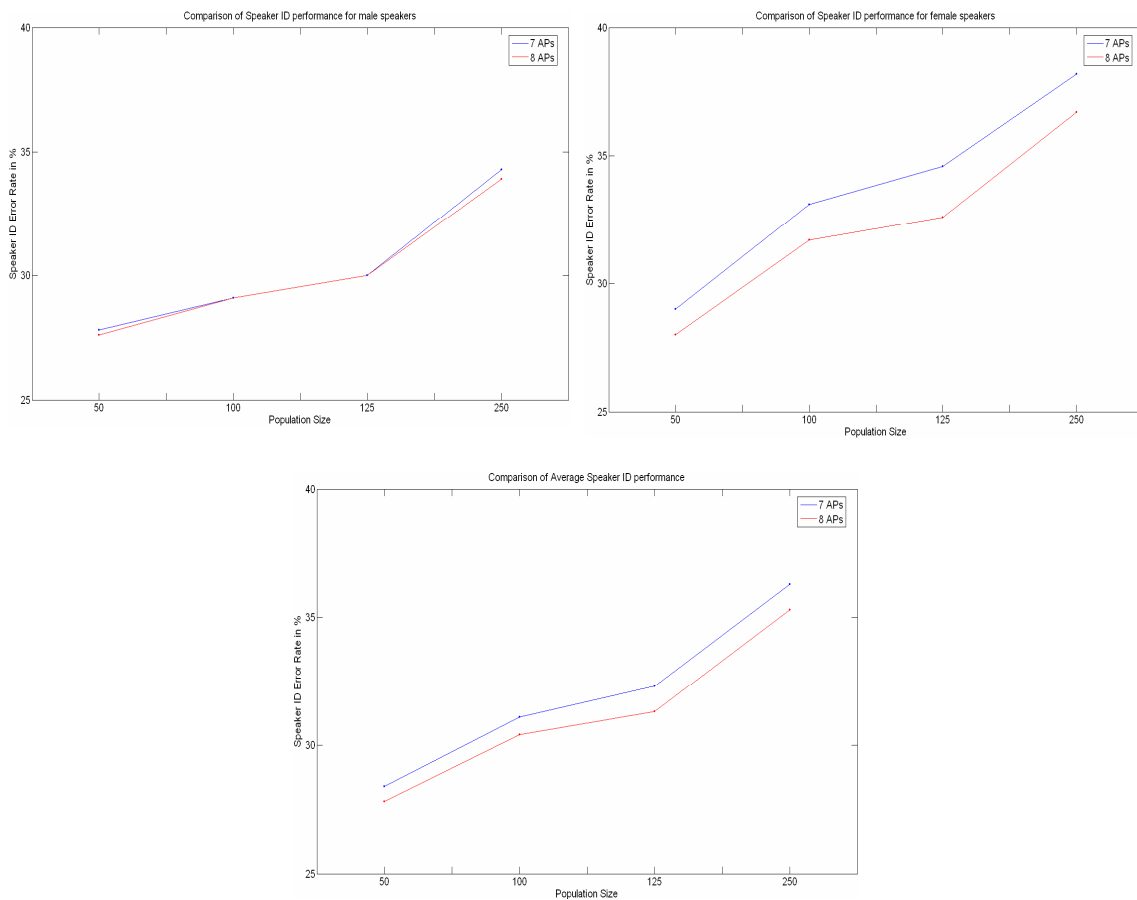 Comparison of Speaker ID performance for male speakers
40
35
30
25
Speaker ID Error Rate in %
7 APs
8 APs
50 100 125 250
Population Size
Comparison of Speaker ID performance for female speakers
40
35
30
25
Speaker ID Error Rate in %
7 APs
8 APs
50 100 125 250
Population Size
Comparison of Average Speaker ID performance
40
35
30
25
Speaker ID Error Rate in %
7 APs
8 APs
50 100 125 250
Population Size